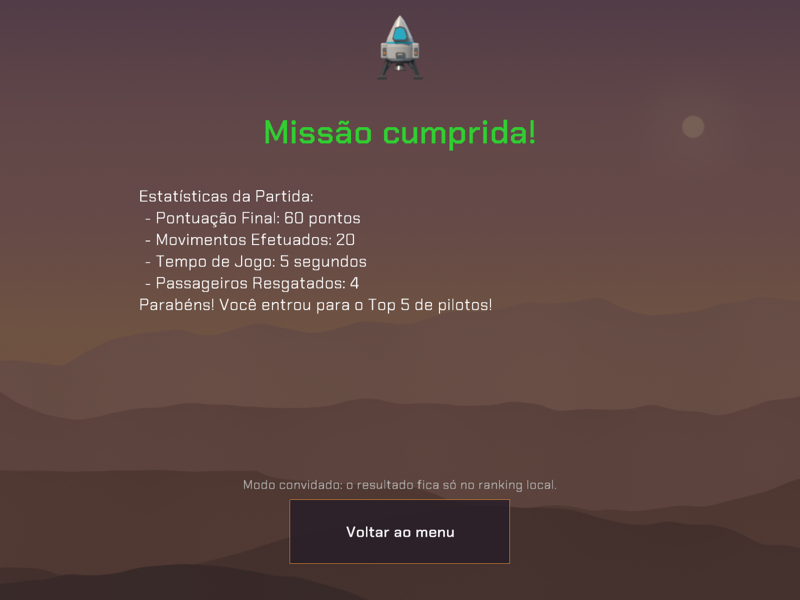 Missão cumprida!
Estatísticas da Partida:
- Pontuação Final: 60 pontos
- Movimentos Efetuados: 20
- Tempo de Jogo: 5 segundos
- Passageiros Resgatados: 4
Parabéns! Você entrou para o Top 5 de pilotos!
Modo convidado: o resultado fica só no ranking local.
Voltar ao menu